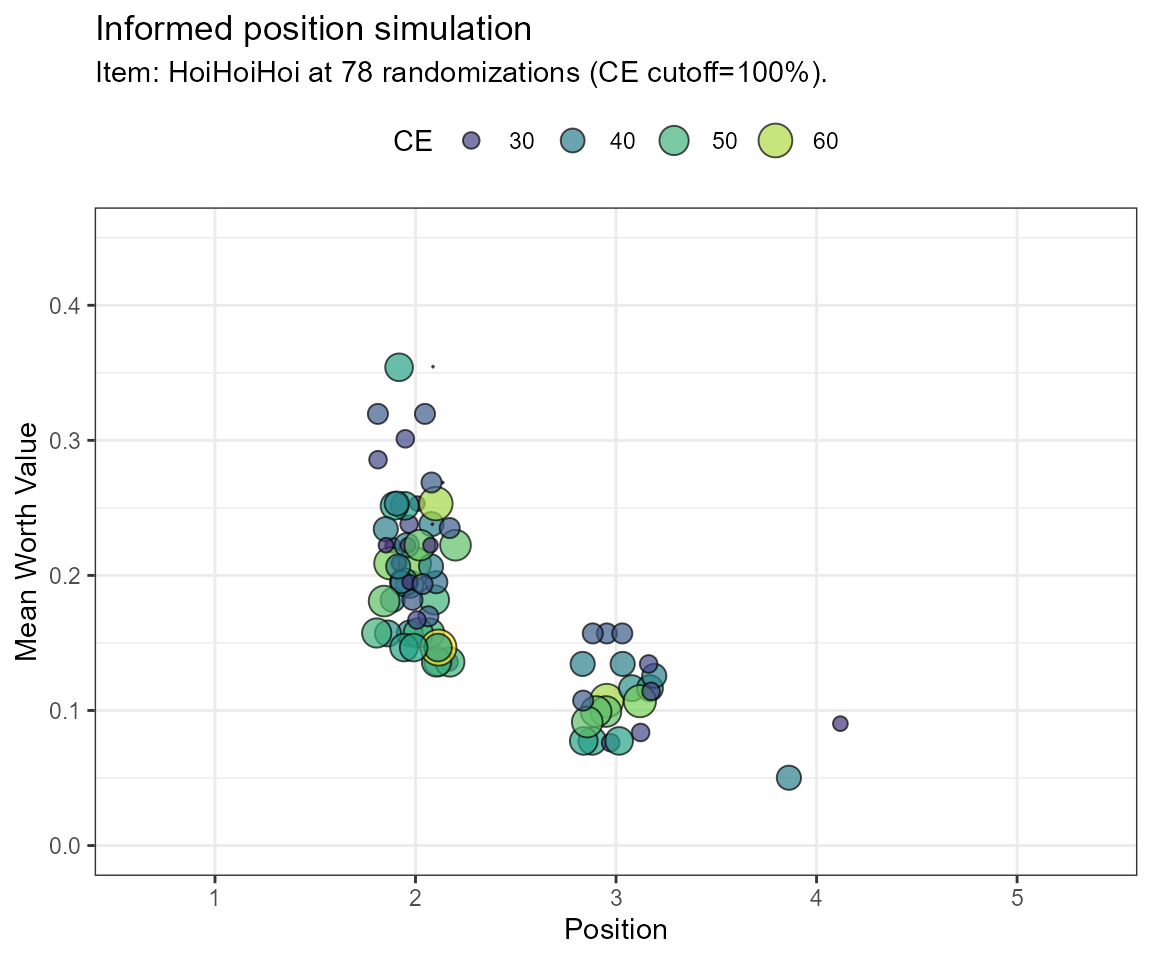 Informed position simulation
Item: HoiHoiHoi at 78 randomizations (CE cutoff=100%).
CE 30 40 50 60
Mean Worth Value
0.4
0.3
0.2
0.1
0.0
1 2 3 4 5
Position